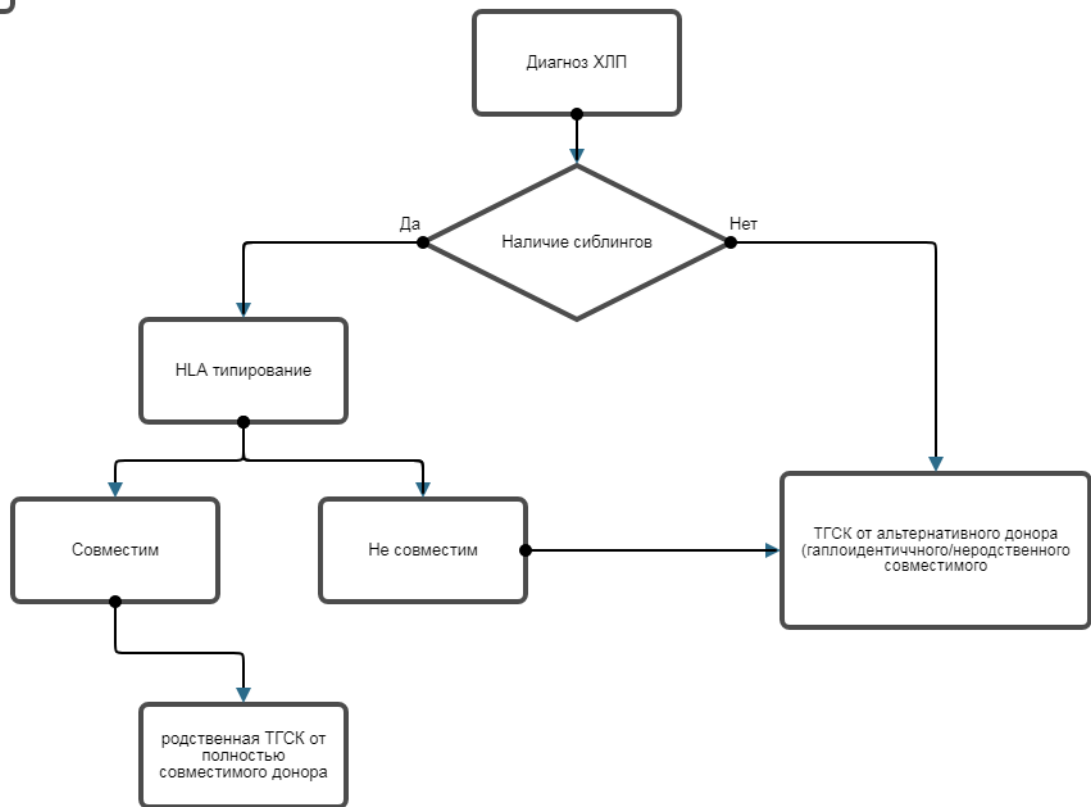 Диагноз ХЛП
Да
Нет
Наличие сиблингов
HLA типирование
Совместим
Не совместим
ТГСК от альтернативного донора
(гаплоидентиччного/неродственного
совместимого
родственная ТГСК от
полностью
совместимого донора